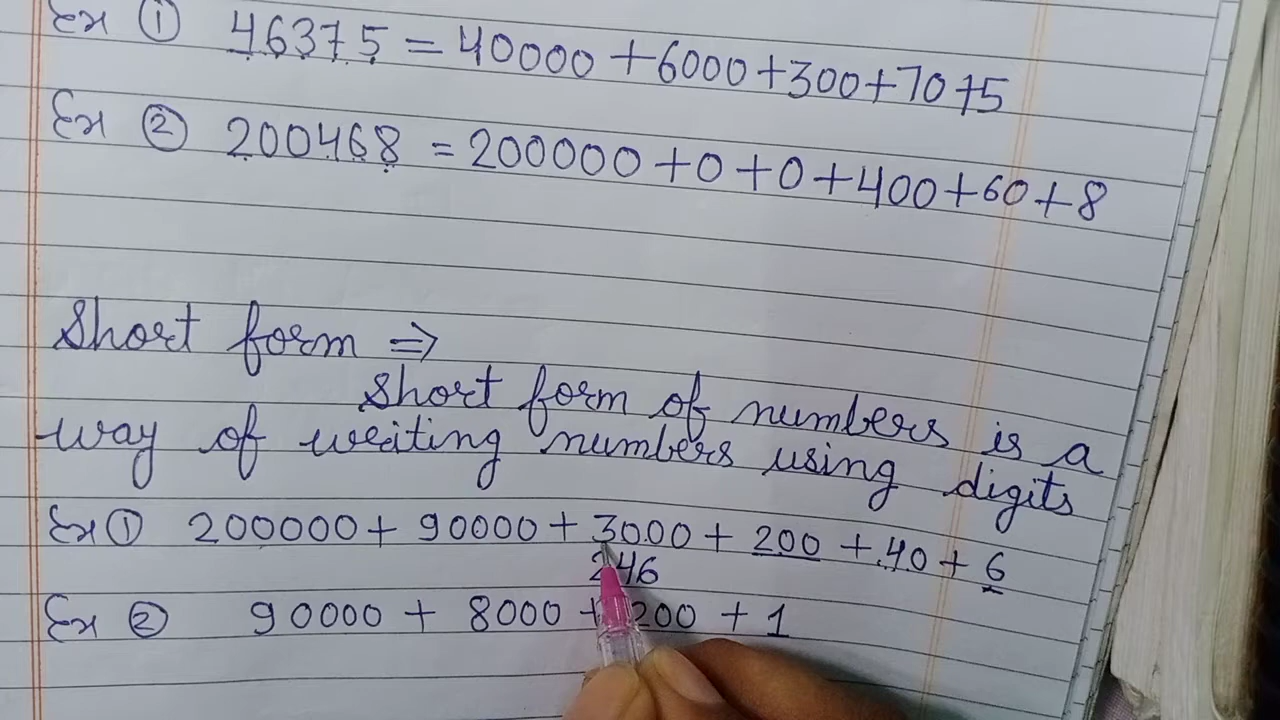 Ex ① 46375 = 40000 + 6000 + 300 + 70 + 5
Ex ② 200468 = 200000 + 0 + 0 + 400 + 60 + 8
Short form ⇒
Short form of numbers is a
way of writing numbers using digits
Ex ① 200000 + 90000 + 3000 + 200 + 40 + 6
246
Ex ② 90000 + 8000 + 200 + 1